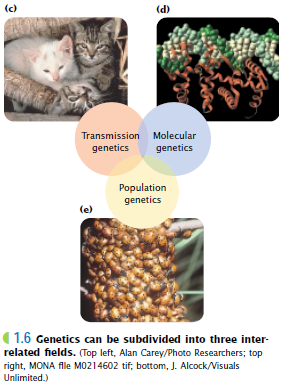 (c)
(d)
Transmission
genetics
Molecular
genetics
Population
genetics
(e)
1.6 Genetics can be subdivided into three inter-
related fields. (Top left, Alan Carey/Photo Researchers; top
right, MONA file M0214602 tif; bottom, J. Alcock/Visuals
Unlimited.)